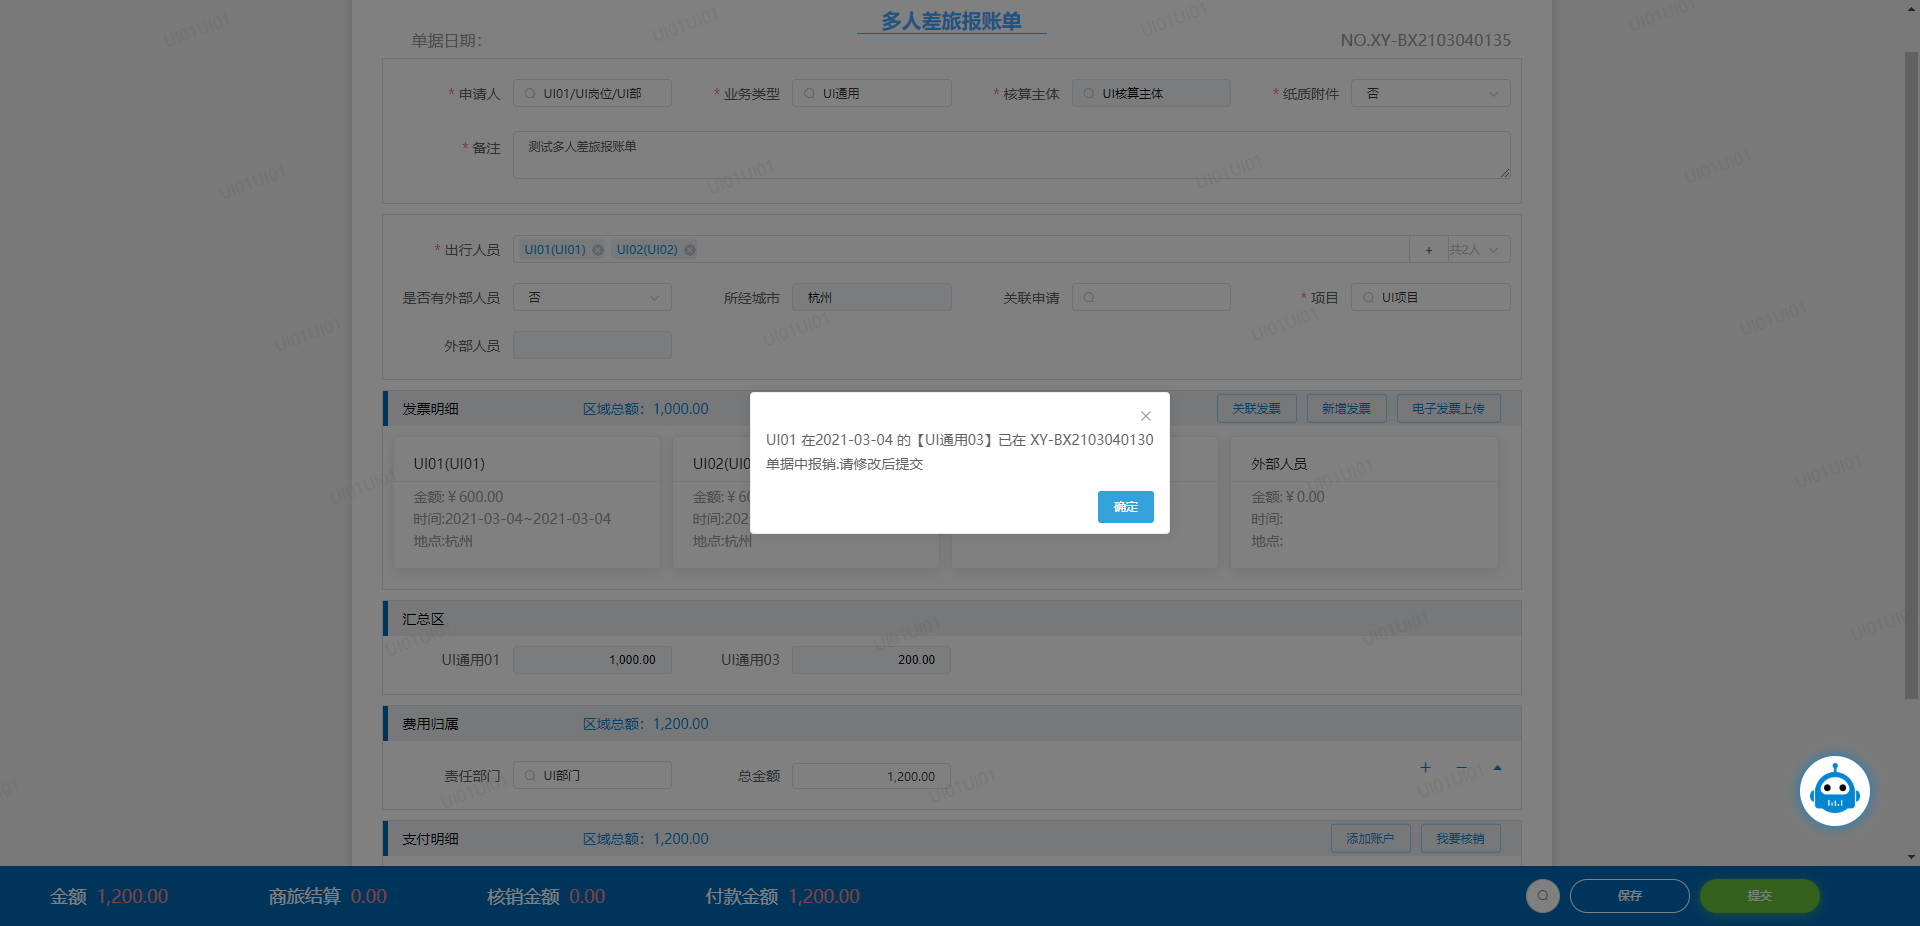 多人差旅报账单
单据日期：
NO.XY-BX2103040135
* 申请人 UI01/UI岗位/UI部 * 业务类型 UI通用 * 核算主体 UI核算主体 * 纸质附件 否
* 备注 测试多人差旅报账单
* 出行人员 UI01(UI01) UI02(UI02) + 共2人
是否有外部人员 否 所经城市 杭州 关联申请 * 项目 UI项目
外部人员
发票明细 区域总额：1,000.00 关联发票 新增发票 电子发票上传
UI01(UI01)
金额:￥600.00
时间:2021-03-04~2021-03-04
地点:杭州
UI02(UI0
金额:￥60
时间:202
地点:杭州
外部人员
金额:￥0.00
时间:
地点:
UI01 在2021-03-04 的【UI通用03】已在 XY-BX2103040130
单据中报销,请修改后提交
确定
汇总区
UI通用01 1,000.00 UI通用03 200.00
费用归属 区域总额：1,200.00
责任部门 UI部门 总金额 1,200.00
支付明细 区域总额：1,200.00 添加账户 我要核销
金额 1,200.00 商旅结算 0.00 核销金额 0.00 付款金额 1,200.00 保存 提交
UI01UI01